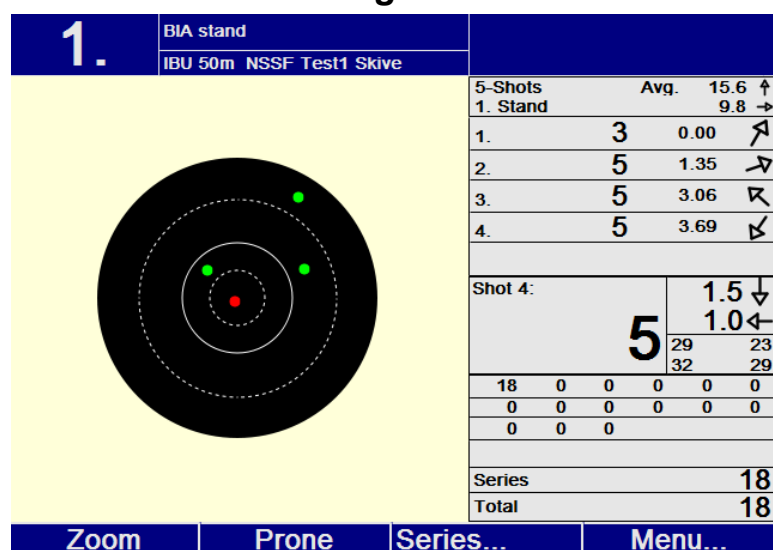 1.
BIA stand
IBU 50m NSSF Test1 Skive
5-Shots Avg. 15.6
1. Stand 9.8
1. 3 0.00
2. 5 1.35
3. 5 3.06
4. 5 3.69
Shot 4: 1.5
1.0
5
29 23
32 29
18 0 0 0 0 0
0 0 0 0 0 0
0 0 0
Series 18
Total 18
Zoom Prone Series... Menu...